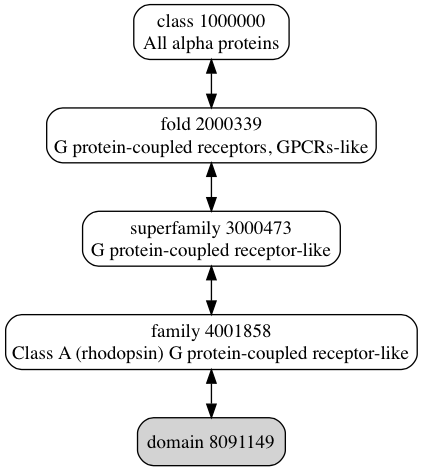 class 1000000
All alpha proteins
fold 2000339
G protein-coupled receptors, GPCRs-like
superfamily 3000473
G protein-coupled receptor-like
family 4001858
Class A (rhodopsin) G protein-coupled receptor-like
domain 8091149